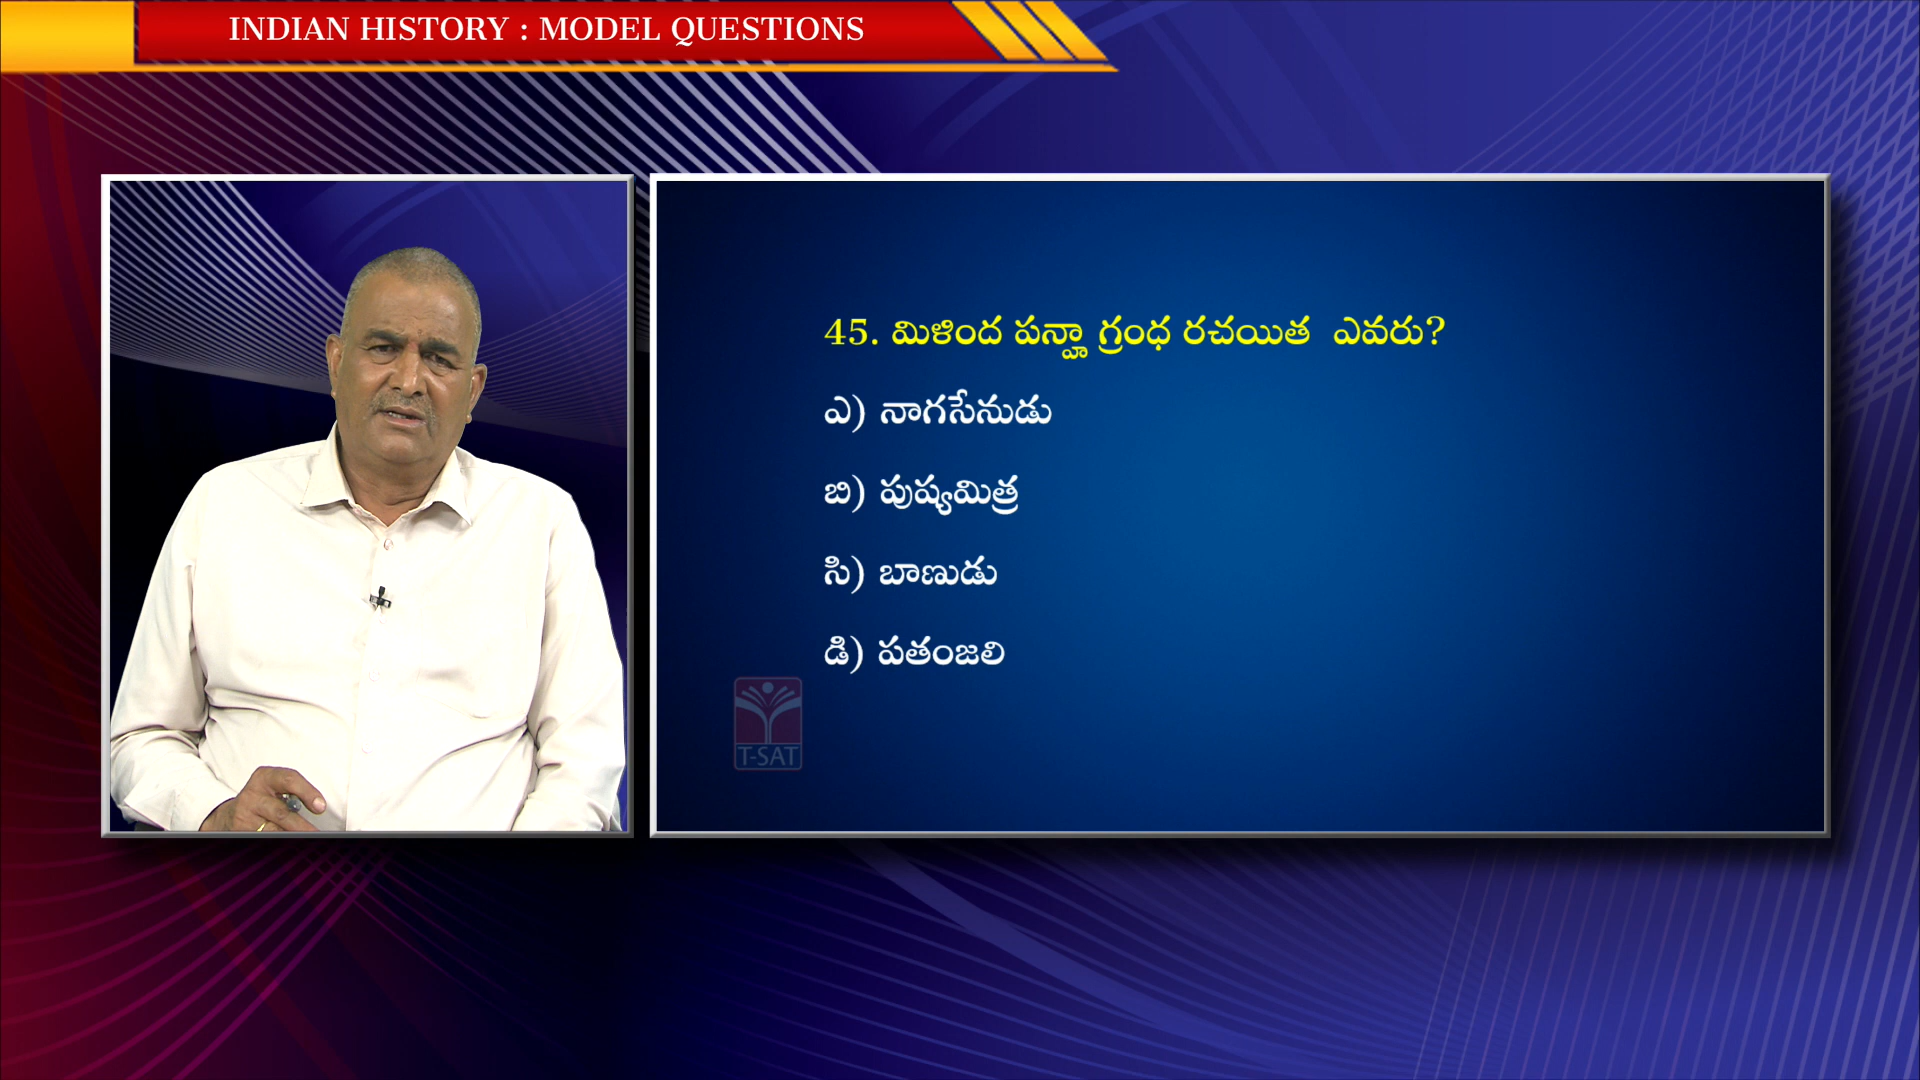 INDIAN HISTORY : MODEL QUESTIONS
45. మిళింద పన్హా గ్రంధ రచయిత ఎవరు?
ఎ) నాగసేనుడు
బి) పుష్యమిత్ర
సి) బాణుడు
డి) పతంజలి
T-SAT